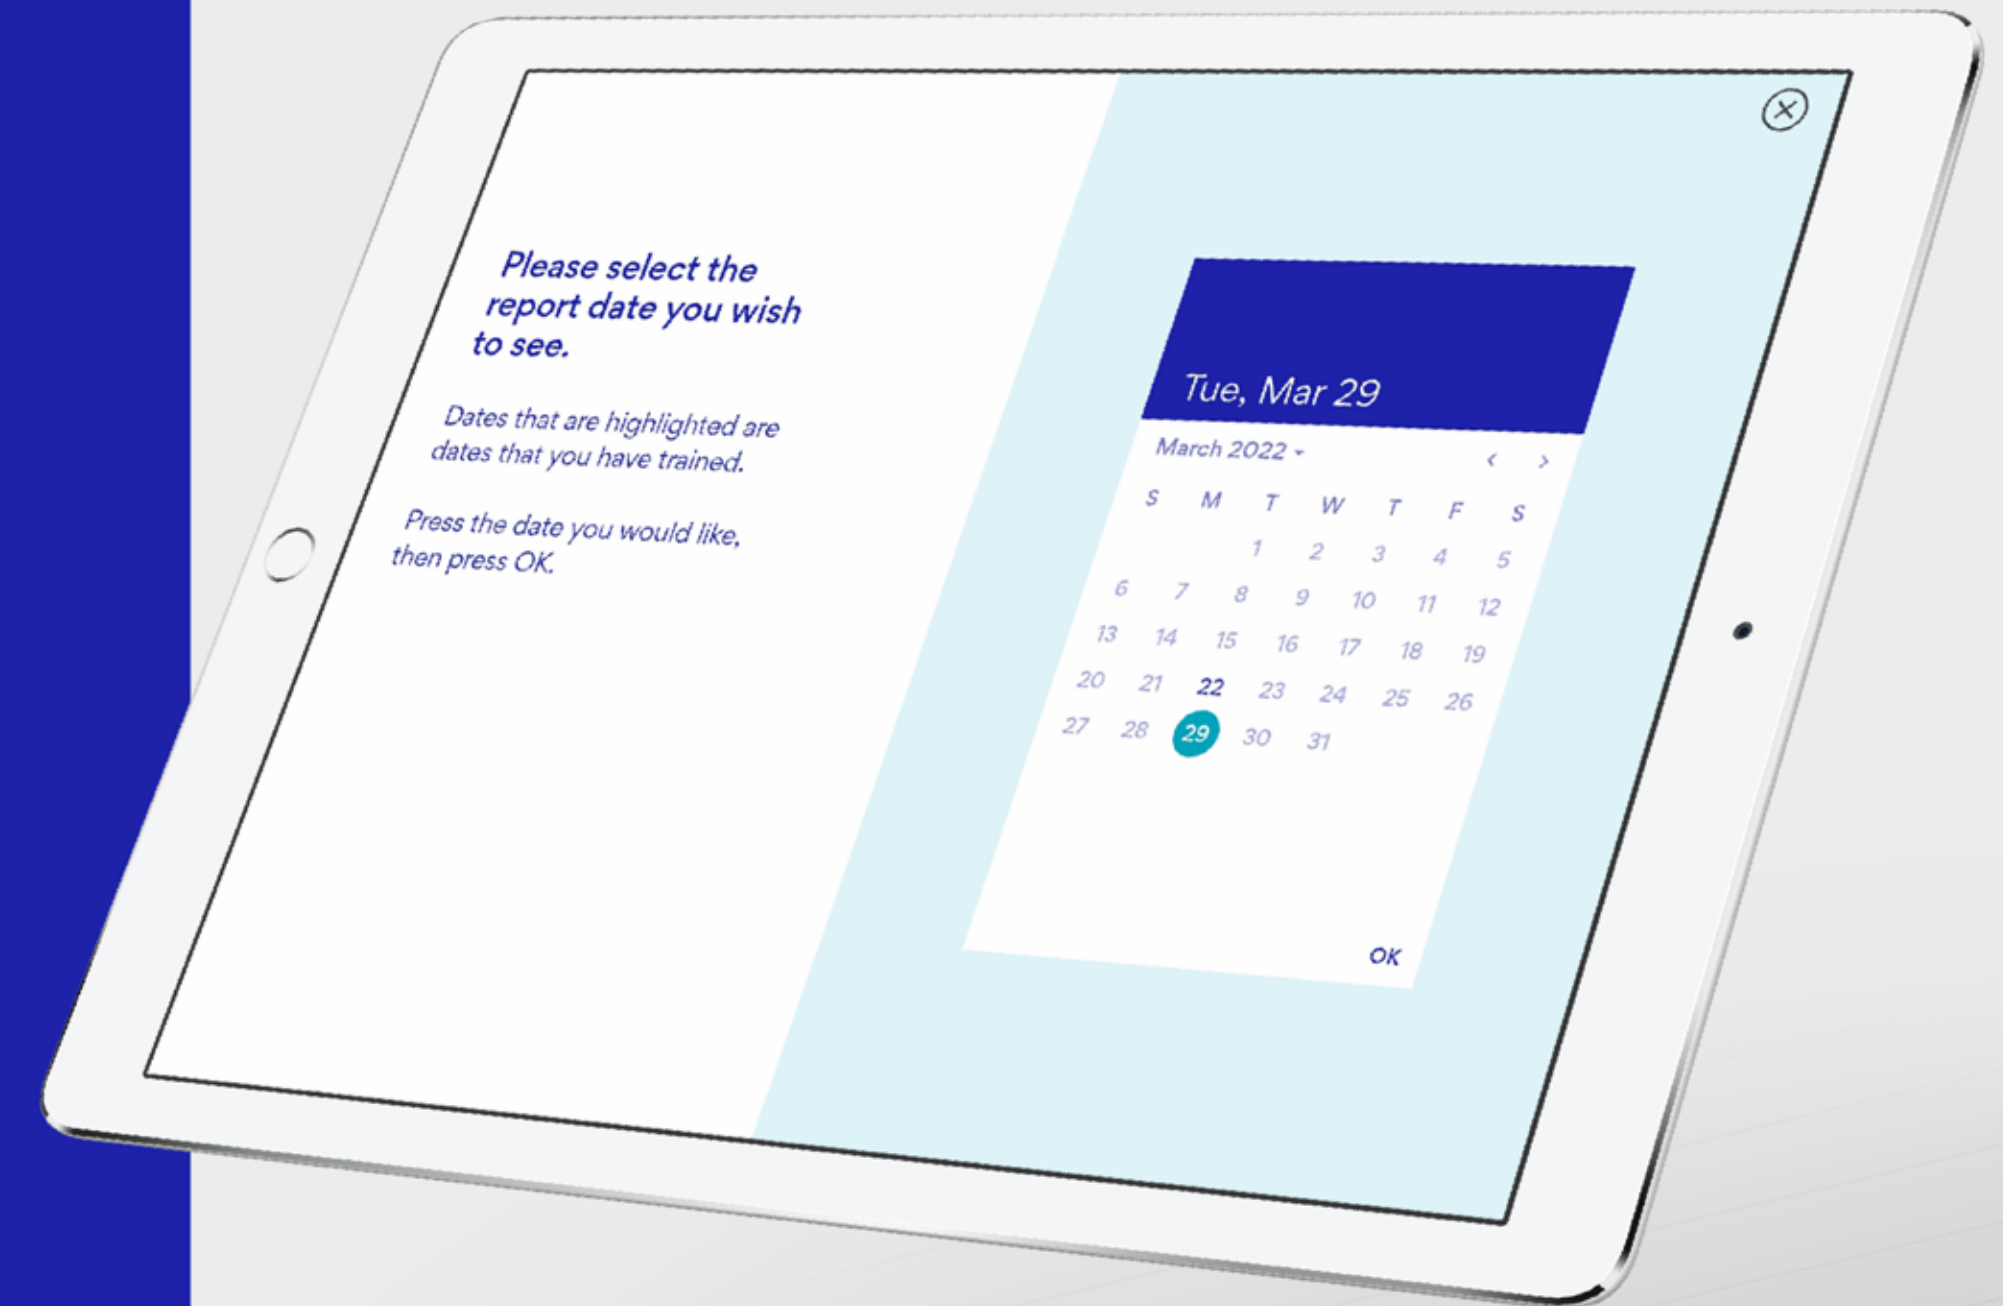 Please select the
report date you wish
to see.
Dates that are highlighted are
dates that you have trained.
Press the date you would like,
then press OK.
Tue, Mar 29
March 2022
S M T W T F S
1 2 3 4 5
6 7 8 9 10 11 12
13 14 15 16 17 18 19
20 21 22 23 24 25 26
27 28 29 30 31
OK